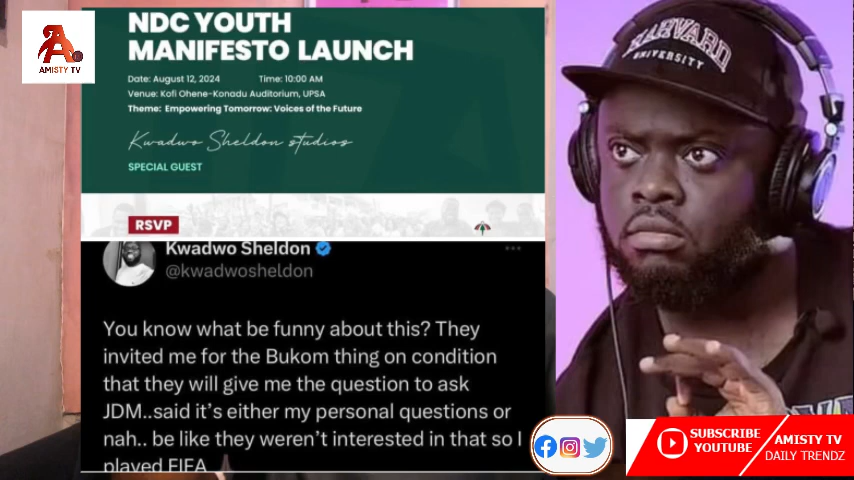 AMISTY TV
NDC YOUTH
MANIFESTO LAUNCH
Date: August 12, 2024 Time: 10:00 AM
Venue: Kofi Ohene-Konadu Auditorium, UPSA
Theme: Empowering Tomorrow: Voices of the Future
Kwadwo Sheldon studios
SPECIAL GUEST
RSVP
Kwadwo Sheldon
@kwadwosheldon
You know what be funny about this? They
invited me for the Bukom thing on condition
that they will give me the question to ask
JDM..said it's either my personal questions or
nah.. be like they weren't interested in that so I
played FIFA
HARVARD
UNIVERSITY
SUBSCRIBE
YOUTUBE
AMISTY TV
DAILY TRENDZ